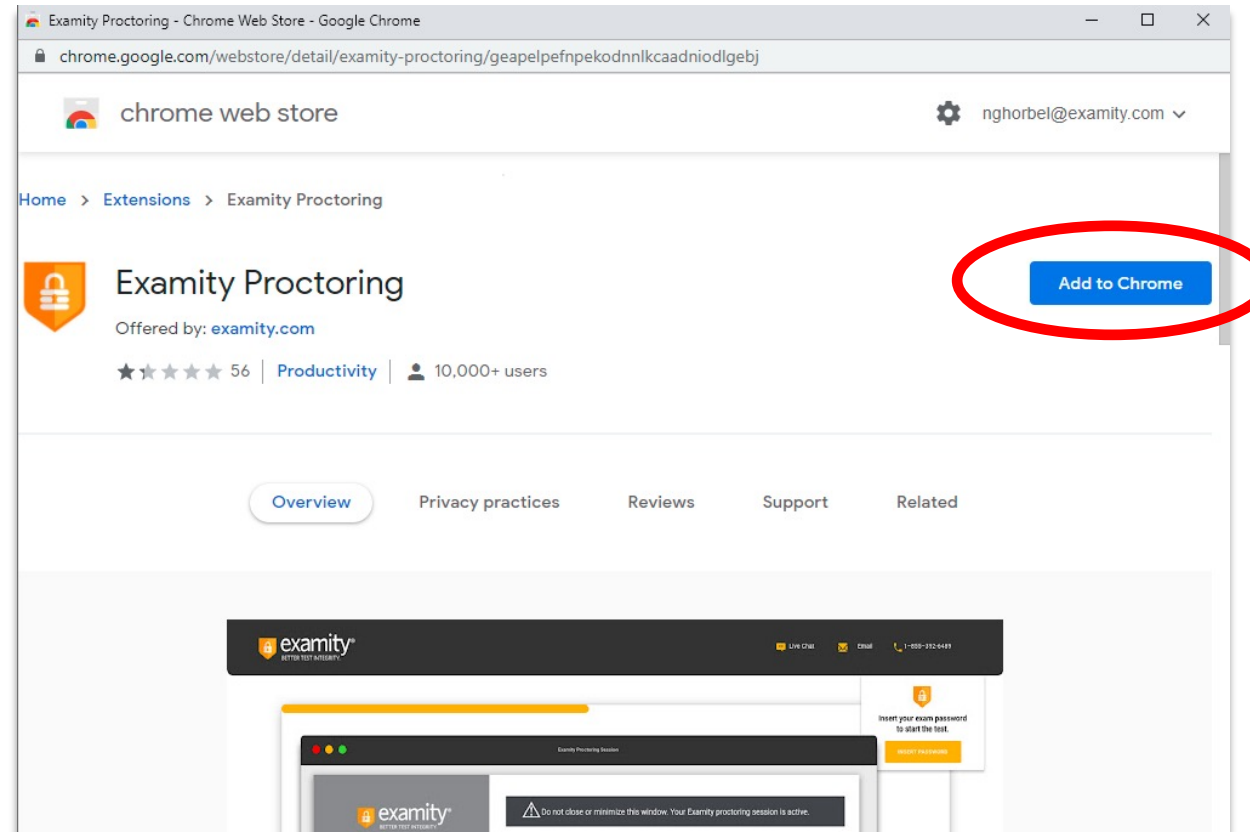 Examity Proctoring - Chrome Web Store - Google Chrome
chrome.google.com/webstore/detail/examity-proctoring/geapelpefnpekodnnlkcaadniodlgebj
chrome web store
nghorbel@examity.com
Home > Extensions > Examity Proctoring
Examity Proctoring
Add to Chrome
Offered by: examity.com
56 | Productivity | 10,000+ users
Overview Privacy practices Reviews Support Related
examity®
BETTER TEST INTEGRITY.
Live Chat Email
Insert your exam password
to start the test.
INSERT PASSWORD
Examity Proctoring Session
examity®
BETTER TEST INTEGRITY.
Do not close or minimize this window. Your Examity proctoring session is active.